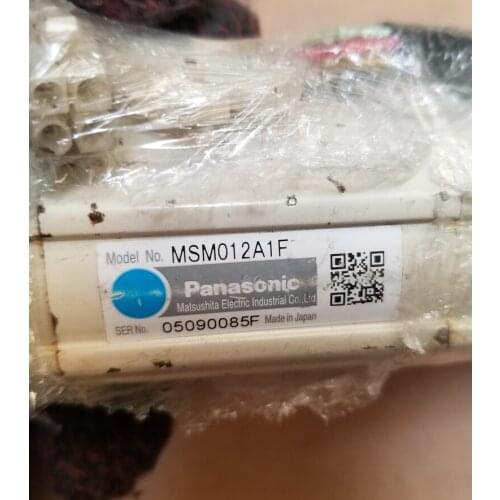 Model No. MSM012A1F
Panasonic
Matsushita Electric Industrial Co.,Ltd
SER No. 05090085F Made in Japan